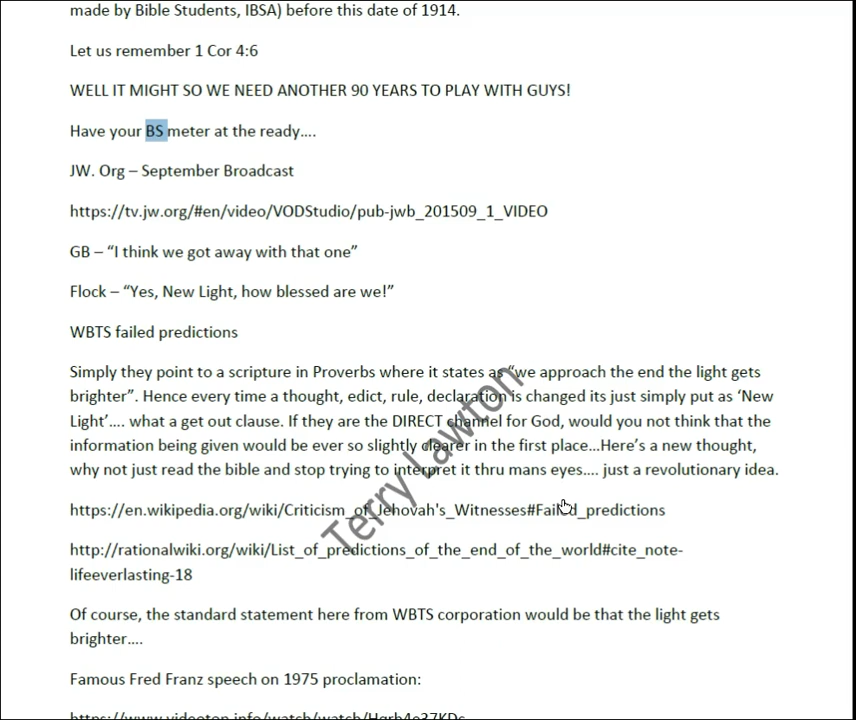 made by Bible Students, IBSA) before this date of 1914.
Let us remember 1 Cor 4:6
WELL IT MIGHT SO WE NEED ANOTHER 90 YEARS TO PLAY WITH GUYS!
Have your BS meter at the ready....
JW. Org – September Broadcast
https://tv.jw.org/#en/video/VODStudio/pub-jwb_201509_1_VIDEO
GB – “I think we got away with that one”
Flock – “Yes, New Light, how blessed are we!”
WBTS failed predictions
Simply they point to a scripture in Proverbs where it states as “we approach the end the light gets
brighter”. Hence every time a thought, edict, rule, declaration is changed its just simply put as ‘New
Light’.... what a get out clause. If they are the DIRECT channel for God, would you not think that the
information being given would be ever so slightly clearer in the first place...Here’s a new thought,
why not just read the bible and stop trying to interpret it thru mans eyes.... just a revolutionary idea.
https://en.wikipedia.org/wiki/Criticism_of_Jehovah's_Witnesses#Failed_predictions
http://rationalwiki.org/wiki/List_of_predictions_of_the_end_of_the_world#cite_note-
lifeeverlasting-18
Terry Lawton
Of course, the standard statement here from WBTS corporation would be that the light gets
brighter....
Famous Fred Franz speech on 1975 proclamation: